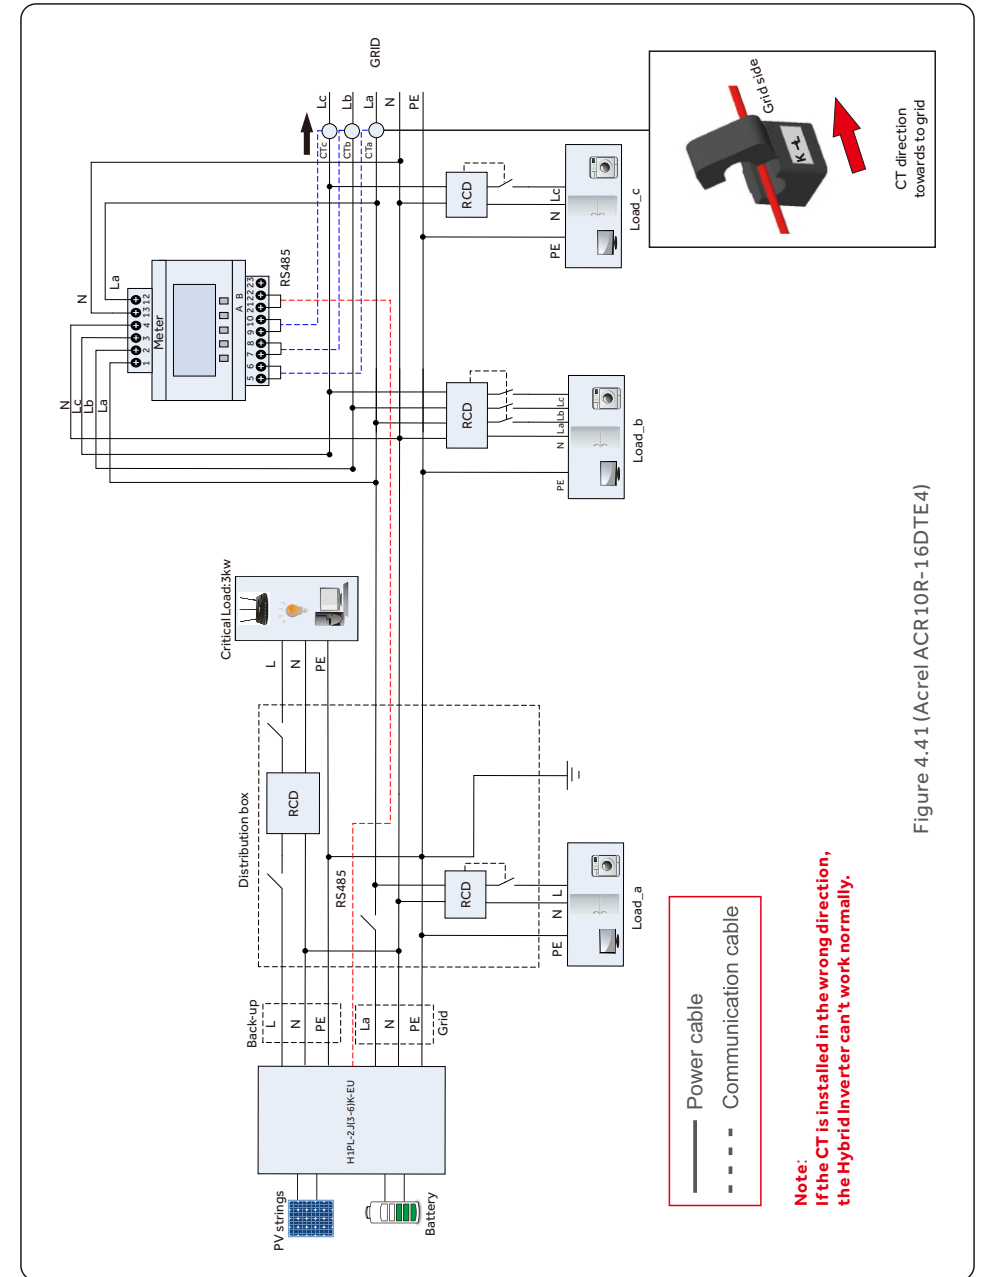 N
Lc
Lb
La
N
La
Meter
1 2 3 4 13 12
5 6 7 8 9 10 21 22 23
A B
RS485
Critical Load:3kw
L
N
PE
Distribution box
RCD
RS485
Back-up
L
N
PE
La
N
PE
Grid
PV strings
Battery
H1PL-2J(3-6)K-EU
CTc
CTb
CTa
Lc
Lb
La
N
PE
GRID
RCD
PE N L
Load_a
RCD
PE N La Lb Lc
Load_b
RCD
PE N Lc
Load_c
Grid side
K→L
CT direction
towards to grid
Power cable
Communication cable
Note:
If the CT is installed in the wrong direction,
the Hybrid Inverter can't work normally.
Figure 4.41 (Acrel ACR10R-16DTE4)